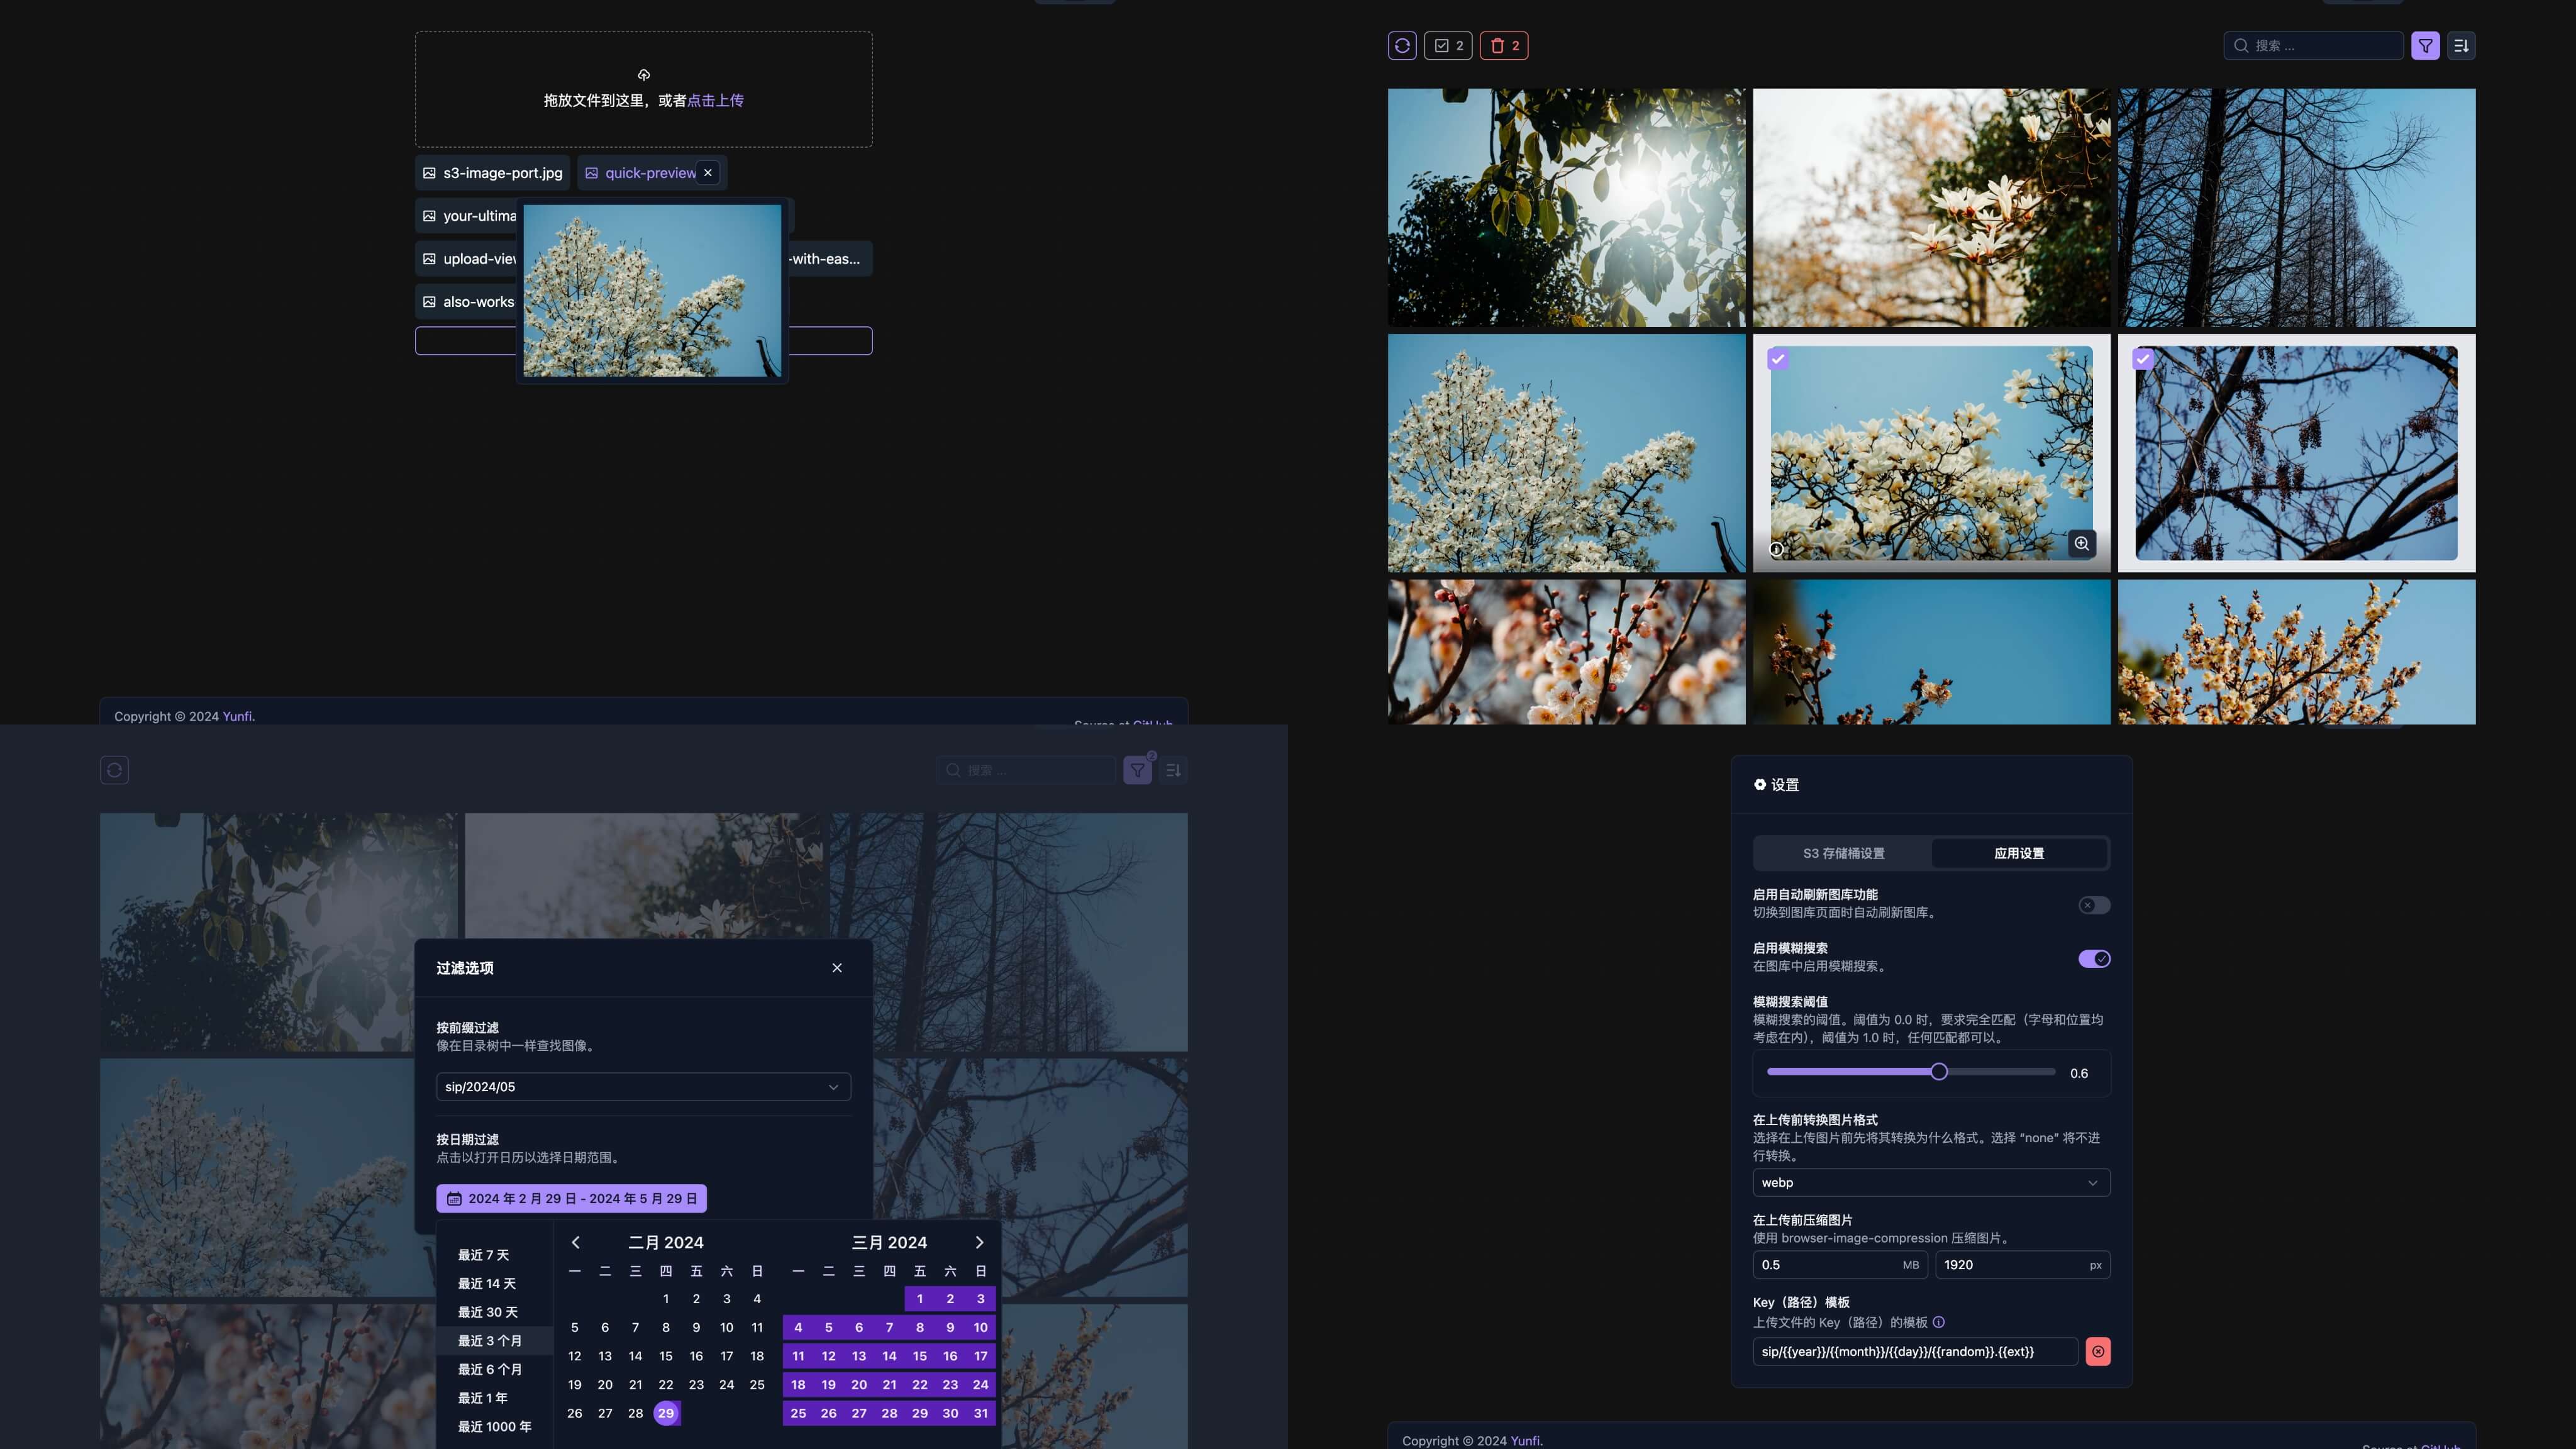 拖放文件到这里，或者点击上传
s3-image-port.jpg
quick-preview
your-ultima
upload-view
-with-eas...
also-works
Copyright © 2024 Yunfi.
Source at GitHub
2
2
搜索 ...
搜索 ...
2
过滤选项
按前缀过滤
像在目录树中一样查找图像。
sip/2024/05
按日期过滤
点击以打开日历以选择日期范围。
2024 年 2 月 29 日 - 2024 年 5 月 29 日
最近 7 天
最近 14 天
最近 30 天
最近 3 个月
最近 6 个月
最近 1 年
最近 1000 年
二月 2024
一 二 三 四 五 六 日
1 2 3 4
5 6 7 8 9 10 11
12 13 14 15 16 17 18
19 20 21 22 23 24 25
26 27 28 29
三月 2024
一 二 三 四 五 六 日
1 2 3
4 5 6 7 8 9 10
11 12 13 14 15 16 17
18 19 20 21 22 23 24
25 26 27 28 29 30 31
设置
S3 存储桶设置
应用设置
启用自动刷新图库功能
切换到图库页面时自动刷新图库。
启用模糊搜索
在图库中启用模糊搜索。
模糊搜索阈值
模糊搜索的阈值。阈值为 0.0 时，要求完全匹配（字母和位置均
考虑在内），阈值为 1.0 时，任何匹配都可以。
0.6
在上传前转换图片格式
选择在上传图片前先将其转换为什么格式。选择 “none” 将不进
行转换。
webp
在上传前压缩图片
使用 browser-image-compression 压缩图片。
0.5 MB
1920 px
Key（路径）模板
上传文件的 Key（路径）的模板
sip/{{year}}/{{month}}/{{day}}/{{random}}.{{ext}}
Copyright © 2024 Yunfi.
Source at GitHub